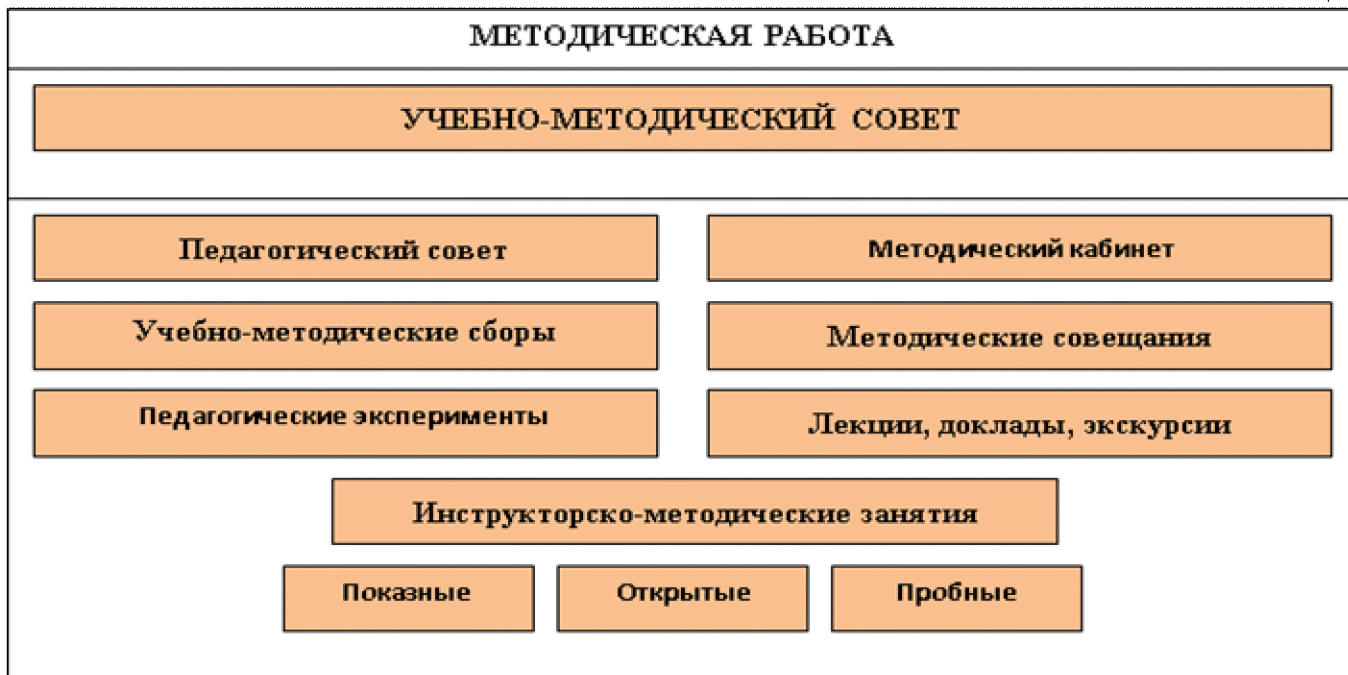 МЕТОДИЧЕСКАЯ РАБОТА
УЧЕБНО-МЕТОДИЧЕСКИЙ СОВЕТ
Педагогический совет
Методический кабинет
Учебно-методические сборы
Методические совещания
Педагогические эксперименты
Лекции, доклады, экскурсии
Инструкторско-методические занятия
Показные
Открытые
Пробные